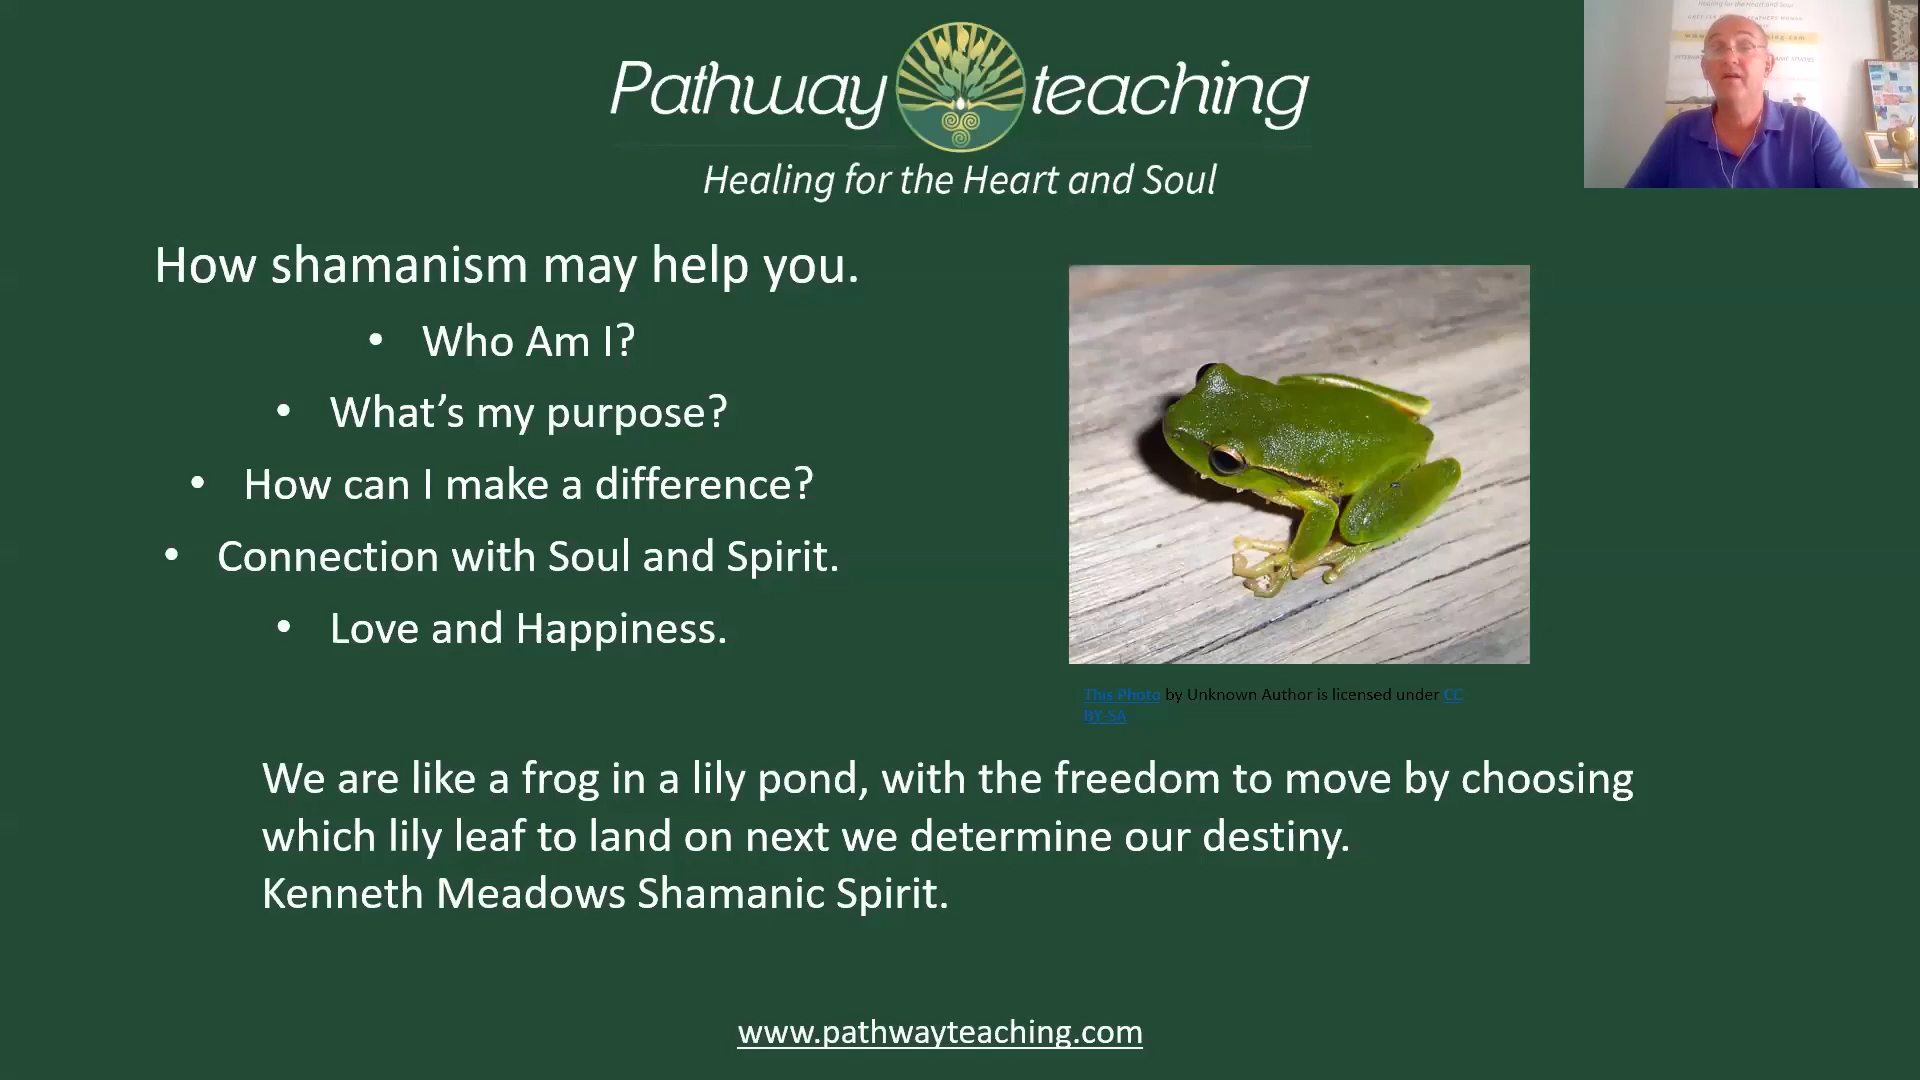 Pathway teaching
Healing for the Heart and Soul
How shamanism may help you.
• Who Am I?
• What's my purpose?
• How can I make a difference?
• Connection with Soul and Spirit.
• Love and Happiness.
This Photo by Unknown Author is licensed under CC
BY-SA
We are like a frog in a lily pond, with the freedom to move by choosing
which lily leaf to land on next we determine our destiny.
Kenneth Meadows Shamanic Spirit.
www.pathwayteaching.com